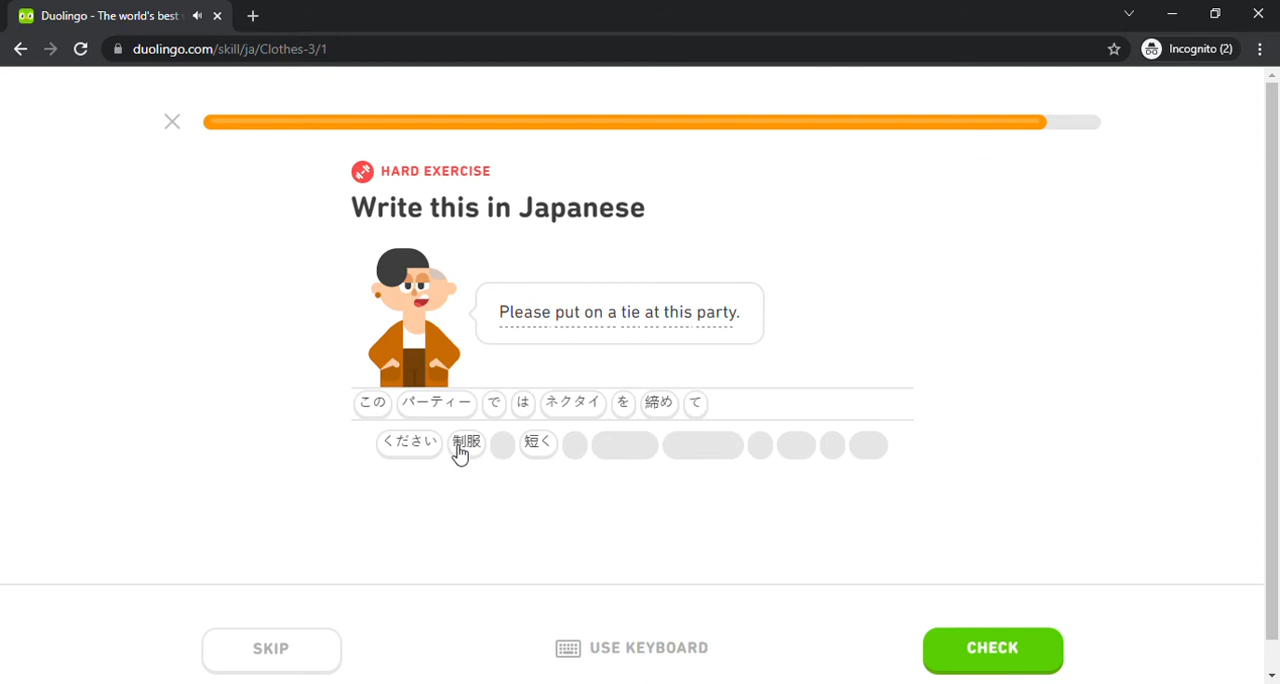 Duolingo - The world's best
duolingo.com/skill/ja/Clothes-3/1
Incognito (2)
HARD EXERCISE
Write this in Japanese
Please put on a tie at this party.
この パーティー で は ネクタイ を 締め て
ください 制服 短く
SKIP
USE KEYBOARD
CHECK